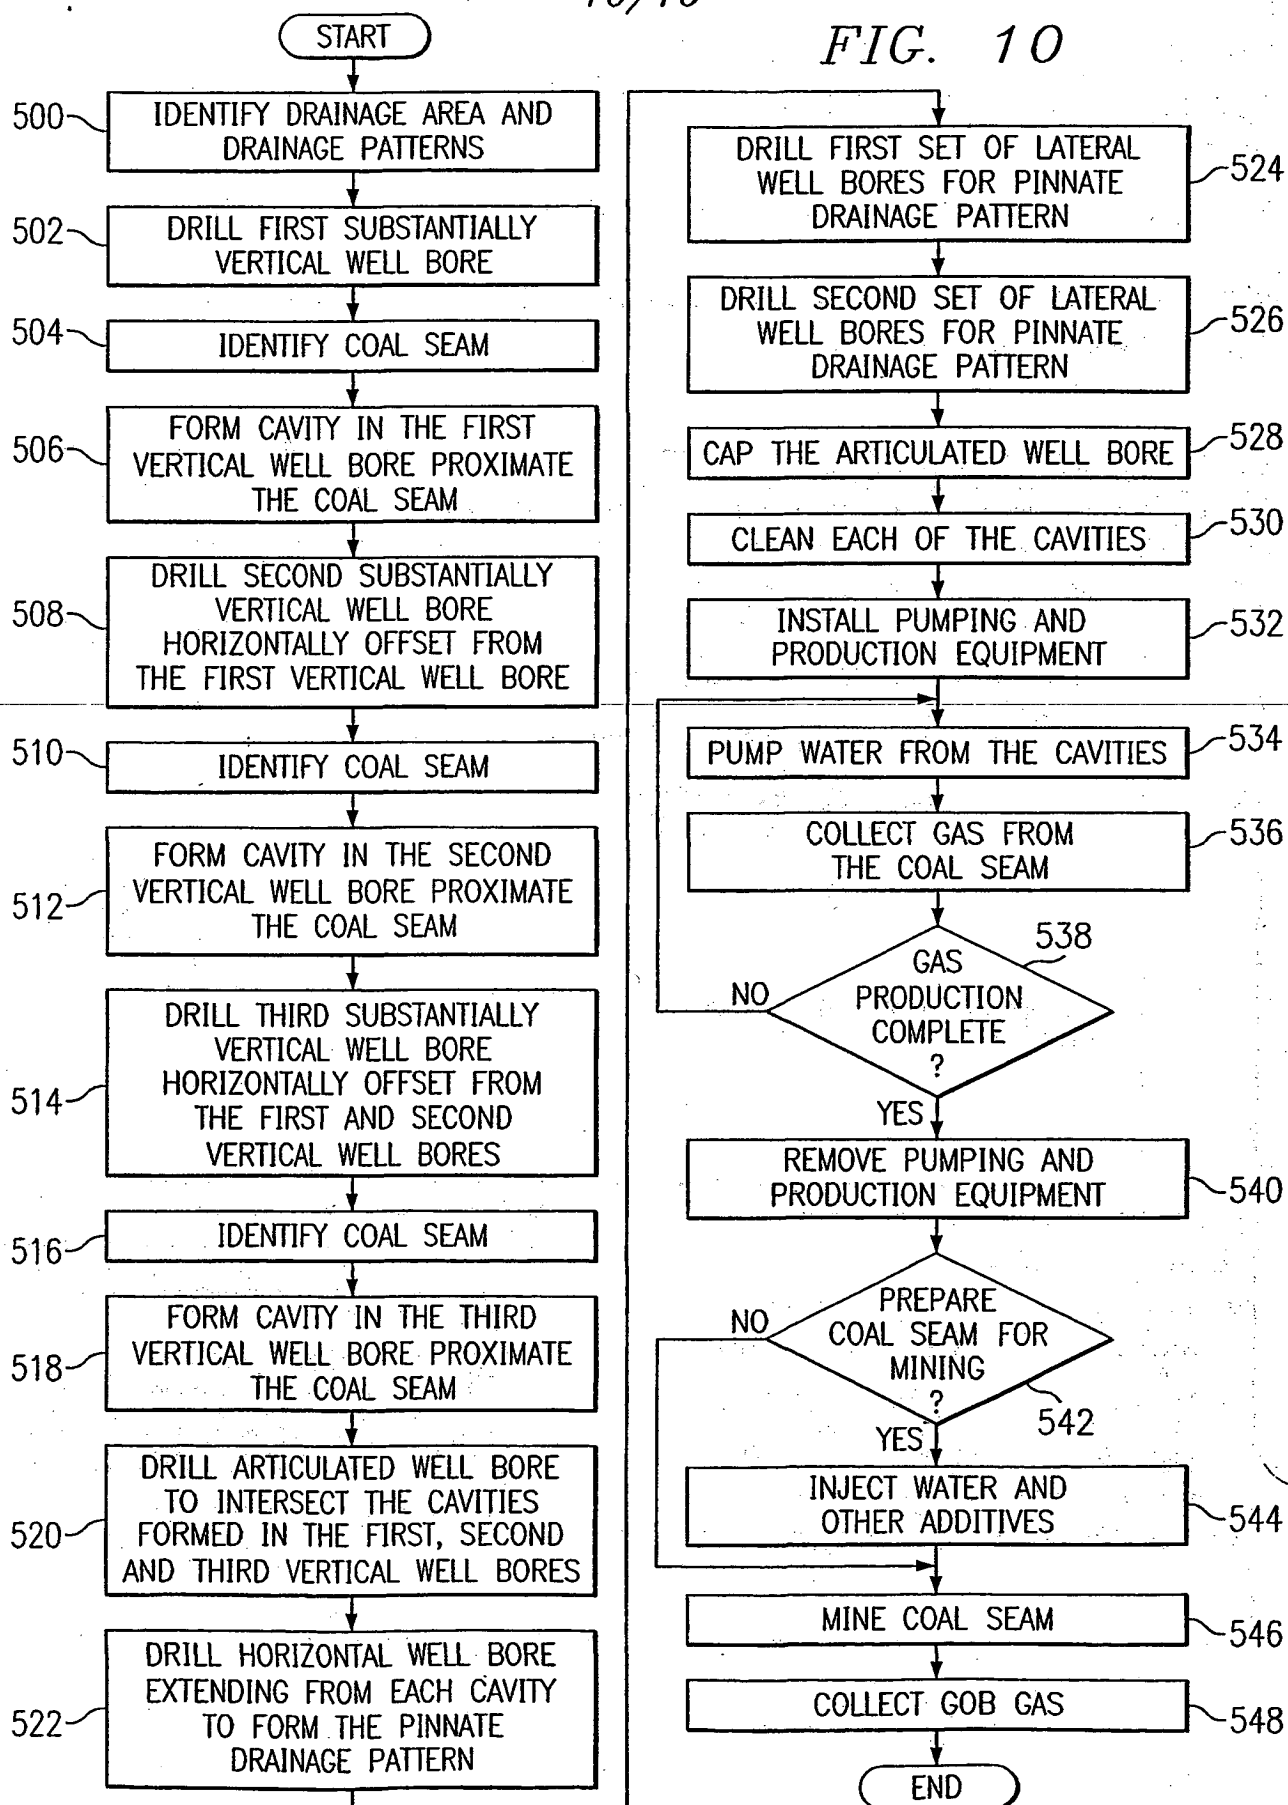 10/10
FIG. 10
START
500
IDENTIFY DRAINAGE AREA AND
DRAINAGE PATTERNS
502
DRILL FIRST SUBSTANTIALLY
VERTICAL WELL BORE
504
IDENTIFY COAL SEAM
506
FORM CAVITY IN THE FIRST
VERTICAL WELL BORE PROXIMATE
THE COAL SEAM
508
DRILL SECOND SUBSTANTIALLY
VERTICAL WELL BORE
HORIZONTALLY OFFSET FROM
THE FIRST VERTICAL WELL BORE
510
IDENTIFY COAL SEAM
512
FORM CAVITY IN THE SECOND
VERTICAL WELL BORE PROXIMATE
THE COAL SEAM
514
DRILL THIRD SUBSTANTIALLY
VERTICAL WELL BORE
HORIZONTALLY OFFSET FROM
THE FIRST AND SECOND
VERTICAL WELL BORES
516
IDENTIFY COAL SEAM
518
FORM CAVITY IN THE THIRD
VERTICAL WELL BORE PROXIMATE
THE COAL SEAM
520
DRILL ARTICULATED WELL BORE
TO INTERSECT THE CAVITIES
FORMED IN THE FIRST, SECOND
AND THIRD VERTICAL WELL BORES
522
DRILL HORIZONTAL WELL BORE
EXTENDING FROM EACH CAVITY
TO FORM THE PINNATE
DRAINAGE PATTERN
DRILL FIRST SET OF LATERAL
WELL BORES FOR PINNATE
DRAINAGE PATTERN
524
DRILL SECOND SET OF LATERAL
WELL BORES FOR PINNATE
DRAINAGE PATTERN
526
CAP THE ARTICULATED WELL BORE
528
CLEAN EACH OF THE CAVITIES
530
INSTALL PUMPING AND
PRODUCTION EQUIPMENT
532
PUMP WATER FROM THE CAVITIES
534
COLLECT GAS FROM
THE COAL SEAM
536
538
GAS
PRODUCTION
COMPLETE
?
NO
YES
REMOVE PUMPING AND
PRODUCTION EQUIPMENT
540
PREPARE
COAL SEAM FOR
MINING
?
NO
542
YES
INJECT WATER AND
OTHER ADDITIVES
544
MINE COAL SEAM
546
COLLECT GOB GAS
548
END